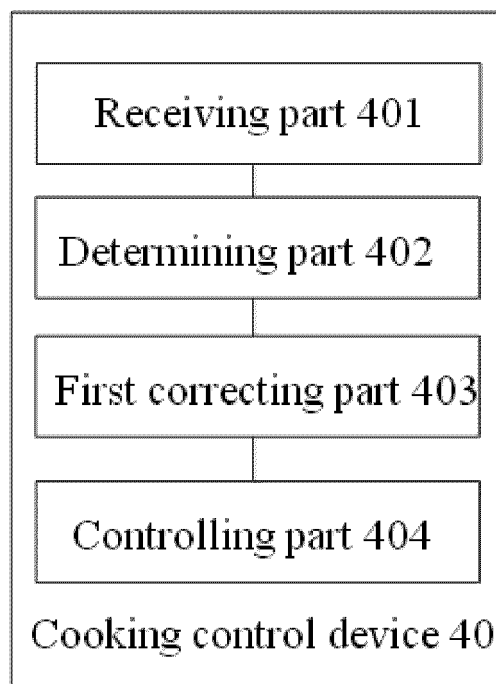 Receiving part 401
Determining part 402
First correcting part 403
Controlling part 404
Cooking control device 40